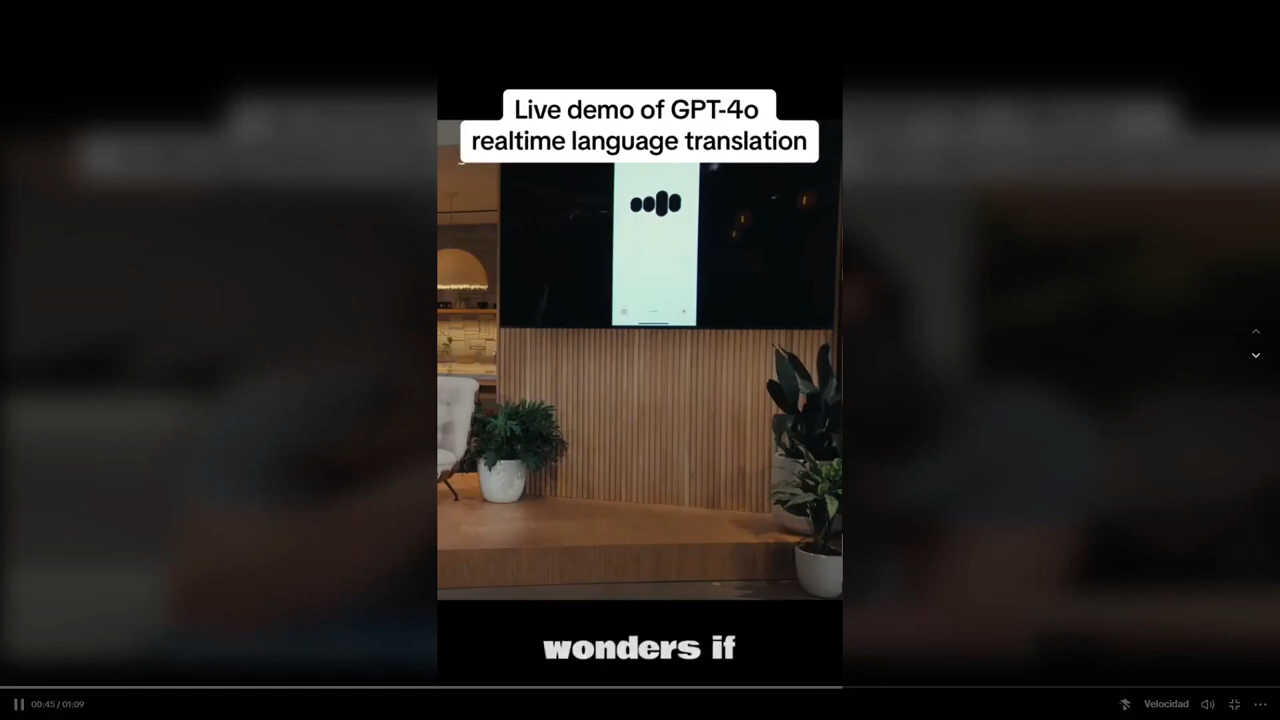 Live demo of GPT-4o
realtime language translation
wonders if
00:45 / 01:09
Velocidad